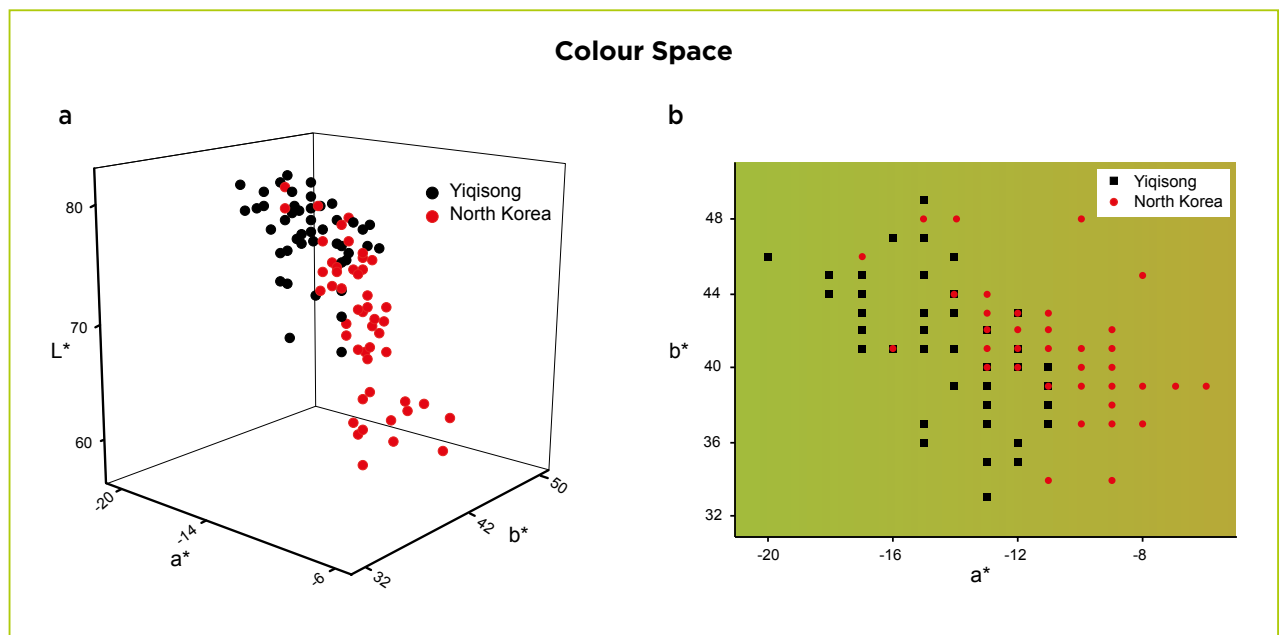 Colour Space
a
b
Yiqisong
North Korea
80
70
L*
60
-20
-14
a*
-6
32
42
b*
50
Yiqisong
North Korea
48
44
b*
40
36
32
-20
-16
-12
-8
a*